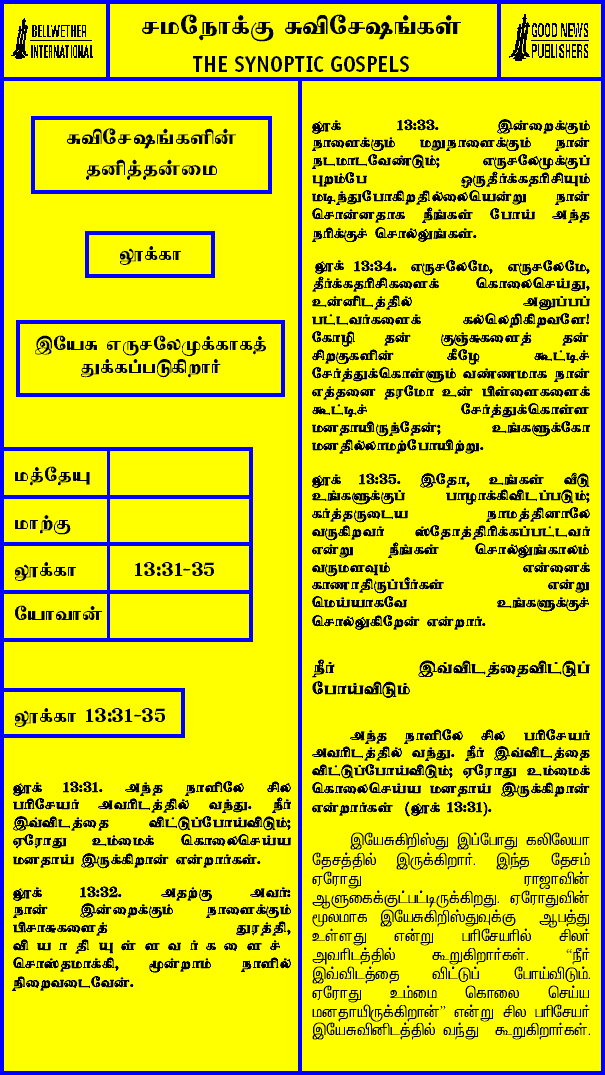 BELLWETHER
INTERNATIONAL
சமநோக்கு சுவிசேஷங்கள்
THE SYNOPTIC GOSPELS
GOOD NEWS
PUBLISHERS
சுவிசேஷங்களின்
தனித்தன்மை
லூக்கா
இயேசு எருசலேமுக்காகத்
துக்கப்படுகிறார்
மத்தேயு
மாற்கு
லூக்கா 13:31-35
யோவான்
லூக்கா 13:31-35
லூக் 13:31. அந்த நாளிலே சில
பரிசேயர் அவரிடத்தில் வந்து. நீர்
இவ்விடத்தை விட்டுப்போய்விடும்;
ஏரோது உம்மைக் கொலைசெய்ய
மனதாய் இருக்கிறான் என்றார்கள்.
லூக் 13:32. அதற்கு அவர்:
நான் இன்றைக்கும் நாளைக்கும்
பிசாசுகளைத் துரத்தி,
வியாதியுள்ளவர்களைச்
சொஸ்தமாக்கி, மூன்றாம் நாளில்
நிறைவடைவேன்.
லூக் 13:33. இன்றைக்கும்
நாளைக்கும் மறுநாளைக்கும் நான்
நடமாடவேண்டும்; எருசலேமுக்குப்
புறம்பே ஒருதீர்க்கதரிசியும்
மடிந்துபோகிறதில்லையென்று நான்
சொன்னதாக நீங்கள் போய் அந்த
நரிக்குச் சொல்லுங்கள்.
லூக் 13:34. எருசலேமே, எருசலேமே,
தீர்க்கதரிசிகளைக் கொலைசெய்து,
உன்னிடத்தில் அனுப்பப்
பட்டவர்களைக் கல்லெறிகிறவளே!
கோழி தன் குஞ்சுகளைத் தன்
சிறகுகளின் கீழே கூட்டிச்
சேர்த்துக்கொள்ளும் வண்ணமாக நான்
எத்தனை தரமோ உன் பிள்ளைகளைக்
கூட்டிச் சேர்த்துக்கொள்ள
மனதாயிருந்தேன்; உங்களுக்கோ
மனதில்லாமற்போயிற்று.
லூக் 13:35. இதோ, உங்கள் வீடு
உங்களுக்குப் பாழாக்கிவிடப்படும்;
கர்த்தருடைய நாமத்தினாலே
வருகிறவர் ஸ்தோத்திரிக்கப்பட்டவர்
என்று நீங்கள் சொல்லுங்காலம்
வருமளவும் என்னைக்
காணாதிருப்பீர்கள் என்று
மெய்யாகவே உங்களுக்குச்
சொல்லுகிறேன் என்றார்.
நீர் இவ்விடத்தைவிட்டுப்
போய்விடும்
அந்த நாளிலே சில பரிசேயர்
அவரிடத்தில் வந்து. நீர் இவ்விடத்தை
விட்டுப்போய்விடும்; ஏரோது உம்மைக்
கொலைசெய்ய மனதாய் இருக்கிறான்
என்றார்கள் (லூக் 13:31).
இயேசுகிறிஸ்து இப்போது கலிலேயா
தேசத்தில் இருக்கிறார். இந்த தேசம்
ஏரோது ராஜாவின்
ஆளுகைக்குட்பட்டிருக்கிறது. ஏரோதுவின்
மூலமாக இயேசுகிறிஸ்துவுக்கு ஆபத்து
உள்ளது என்று பரிசேயரில் சிலர்
அவரிடத்தில் கூறுகிறார்கள். “நீர்
இவ்விடத்தை விட்டுப் போய்விடும்.
ஏரோது உம்மை கொலை செய்ய
மனதாயிருக்கிறான்” என்று சில பரிசேயர்
இயேசுவினிடத்தில் வந்து கூறுகிறார்கள்.